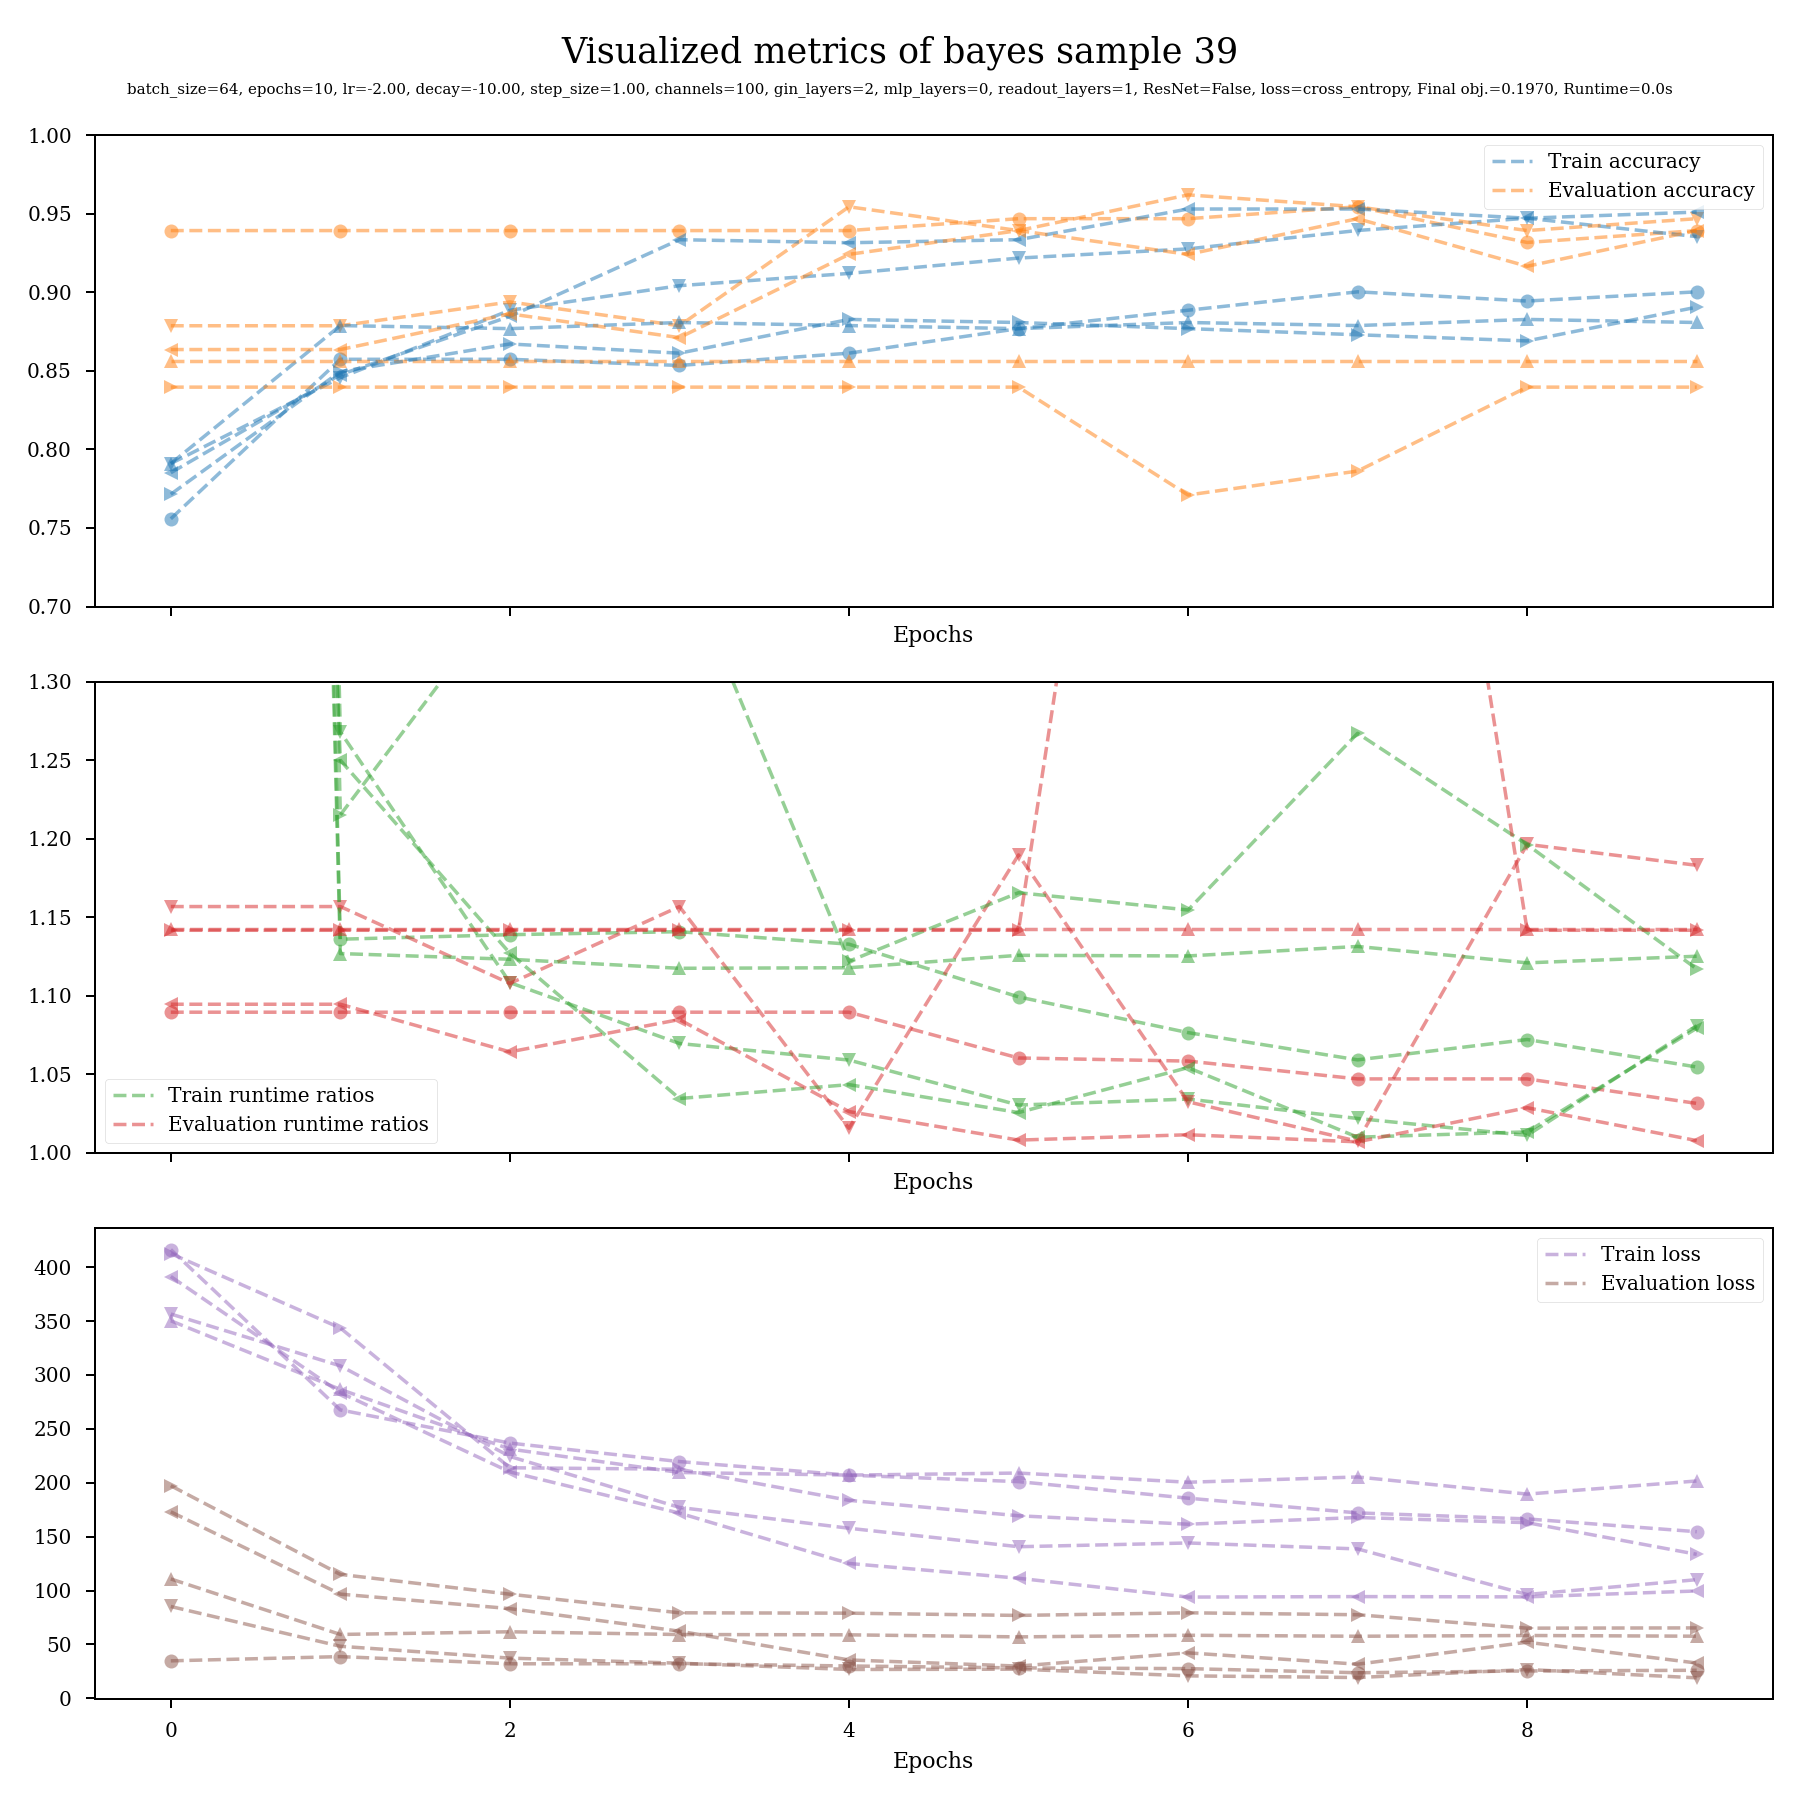 Visualized metrics of bayes sample 39
batch_size=64, epochs=10, lr=-2.00, decay=-10.00, step_size=1.00, channels=100, gin_layers=2, mlp_layers=0, readout_layers=1, ResNet=False, loss=cross_entropy, Final obj.=0.1970, Runtime=0.0s
1.00
0.95
0.90
0.85
0.80
0.75
0.70
Train accuracy
Evaluation accuracy
Epochs
1.30
1.25
1.20
1.15
1.10
1.05
1.00
Train runtime ratios
Evaluation runtime ratios
Epochs
400
350
300
250
200
150
100
50
0
Train loss
Evaluation loss
0 2 4 6 8
Epochs